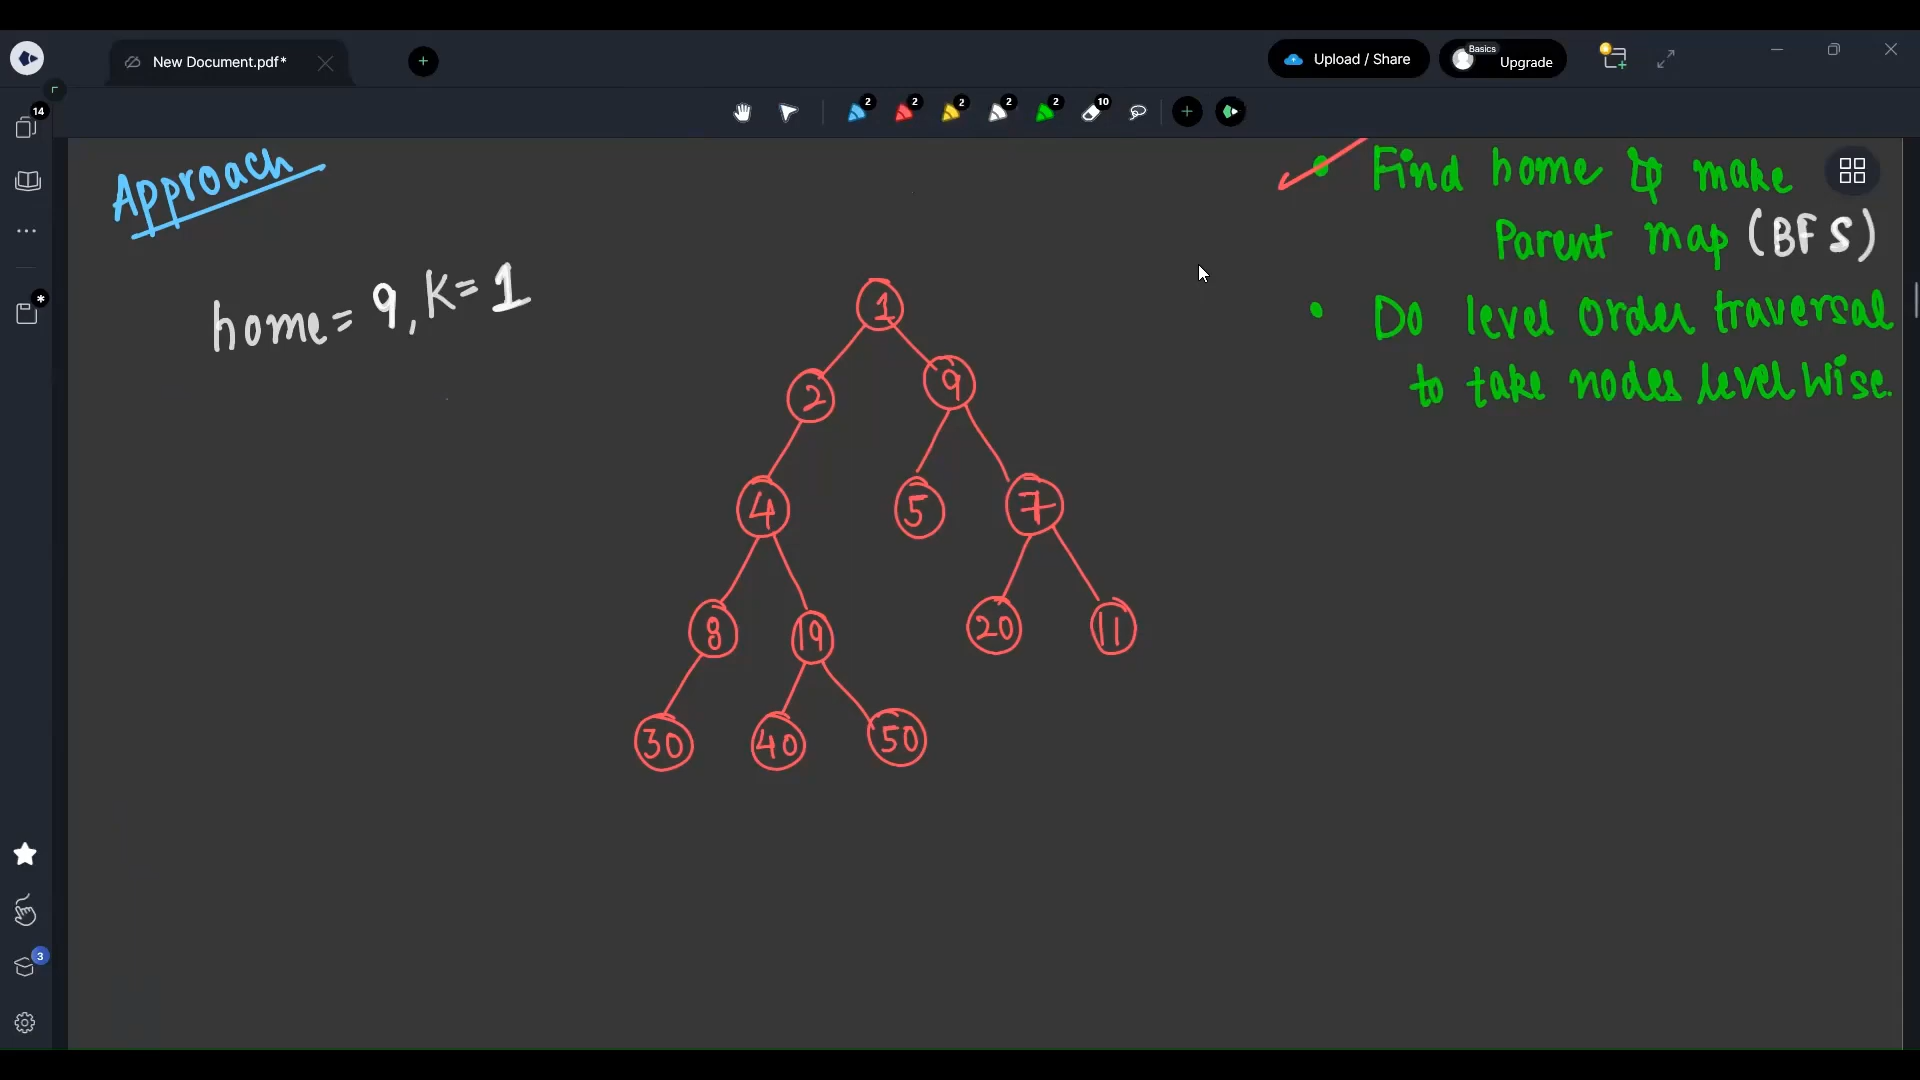 New Document.pdf*
Upload / Share
Basics
Upgrade
14
2
2
2
2
2
10
Approach
Find home & make
Parent map (BFS)
home = 9, K = 1
Do level order traversal
to take nodes level wise.
1
2
9
4
5
7
8
19
20
11
30
40
50
3